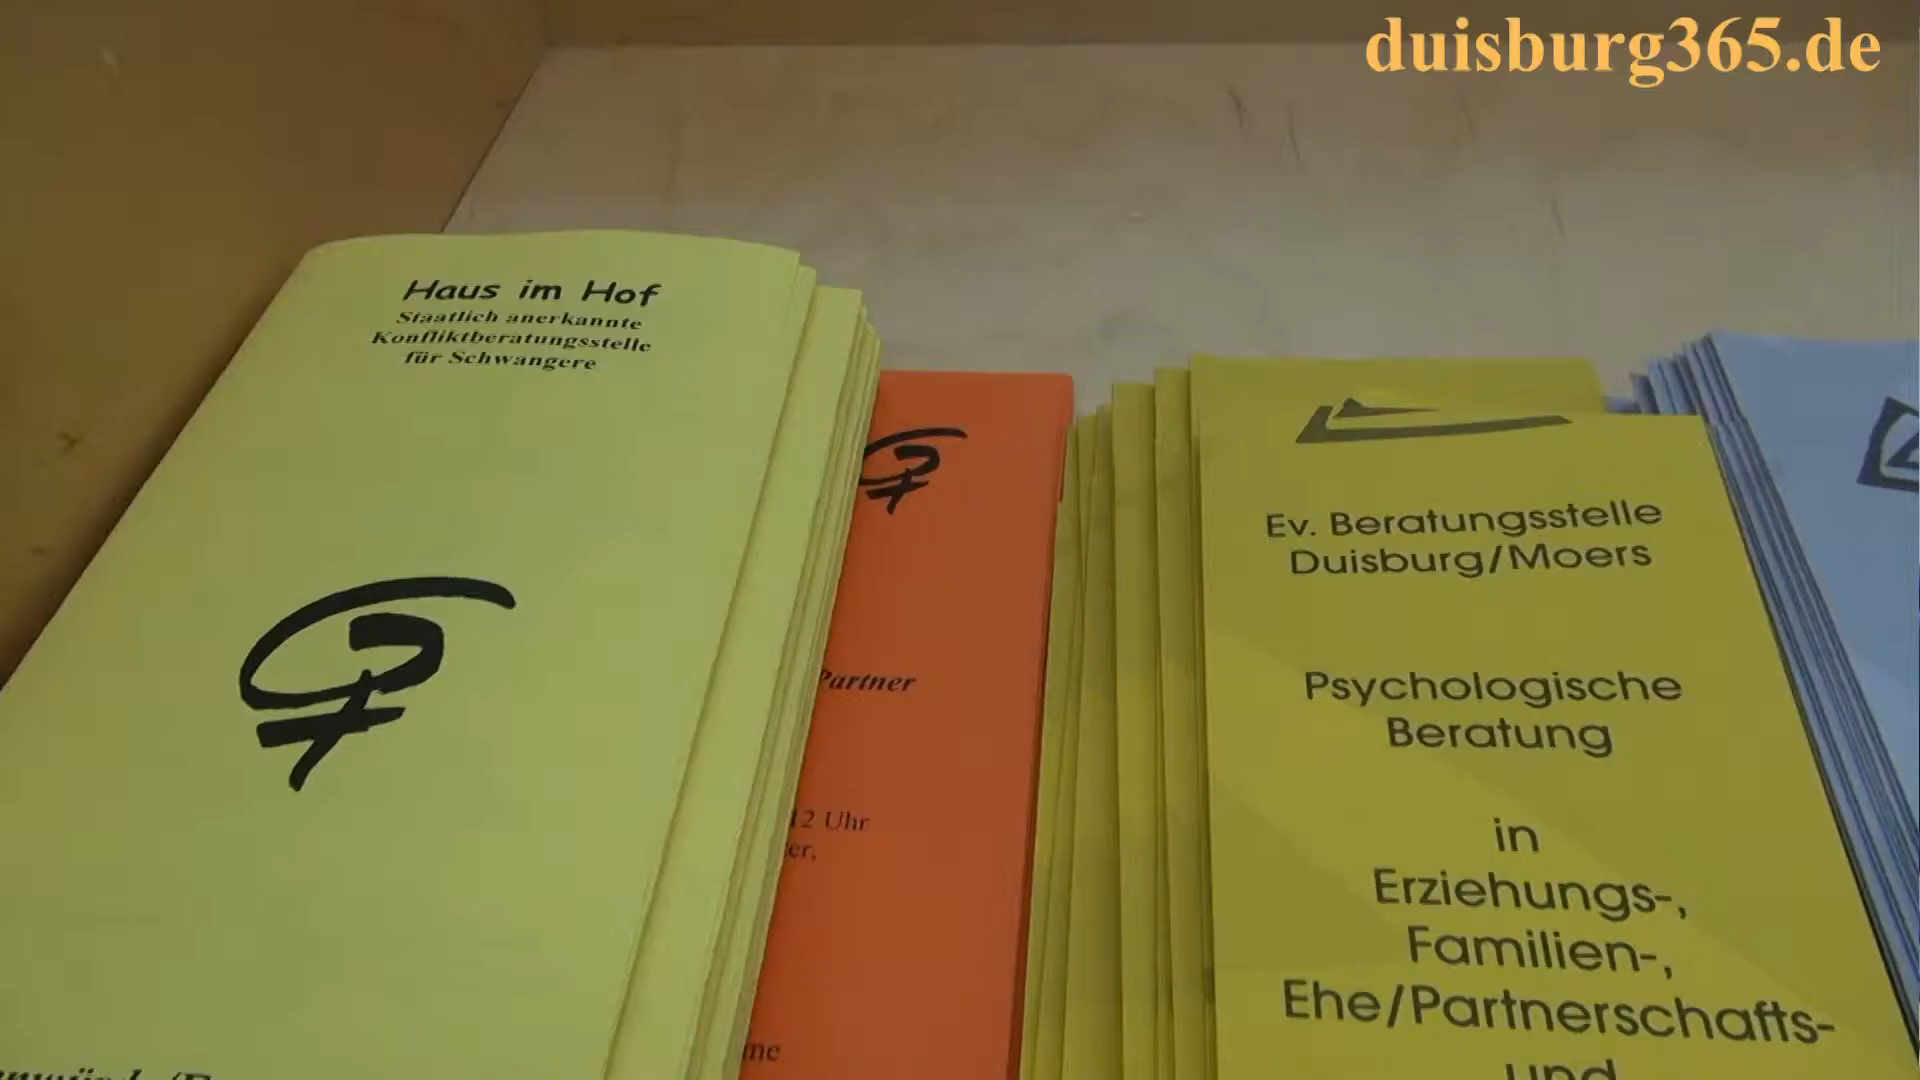 duisburg365.de
Haus im Hof
Staatlich anerkannte
Konfliktberatungsstelle
für Schwangere
Partner
12 Uhr
Ev. Beratungsstelle
Duisburg/Moers
Psychologische
Beratung
in
Erziehungs-,
Familien-,
Ehe/Partnerschafts-
und